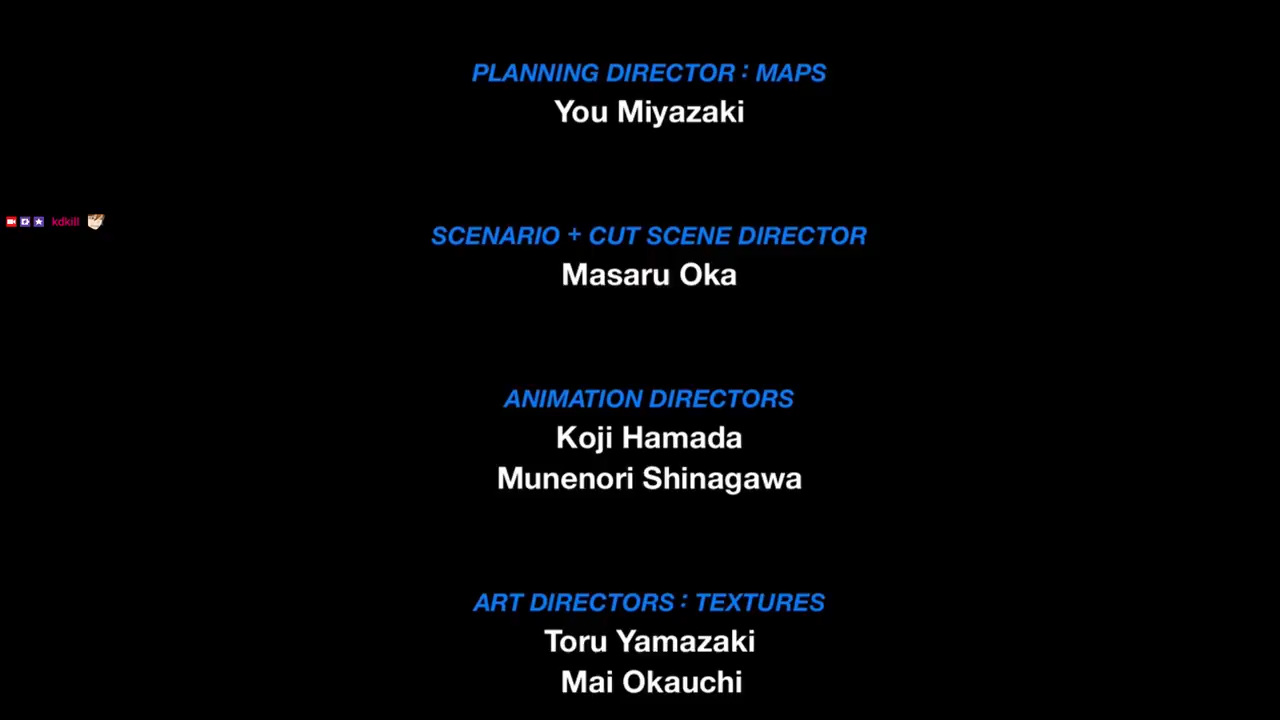 PLANNING DIRECTOR : MAPS
You Miyazaki
kdkill
SCENARIO + CUT SCENE DIRECTOR
Masaru Oka
ANIMATION DIRECTORS
Koji Hamada
Munenori Shinagawa
ART DIRECTORS : TEXTURES
Toru Yamazaki
Mai Okauchi